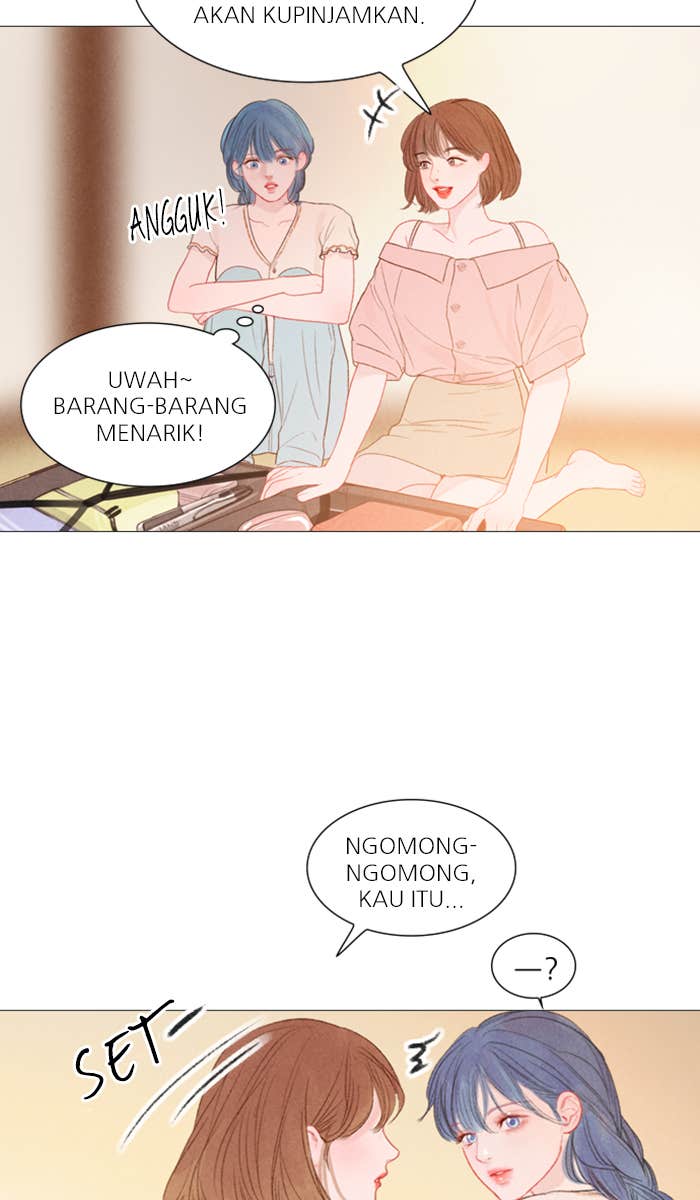 AKAN KUPINJAMKAN.
ANGGUK!
UWAH~
BARANG-BARANG
MENARIK!
NGOMONG-
NGOMONG,
KAU ITU...
—?
SET-